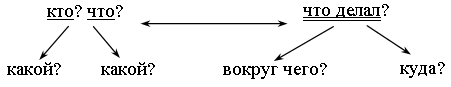 кто? что? что делал?
какой? какой? вокруг чего? куда?